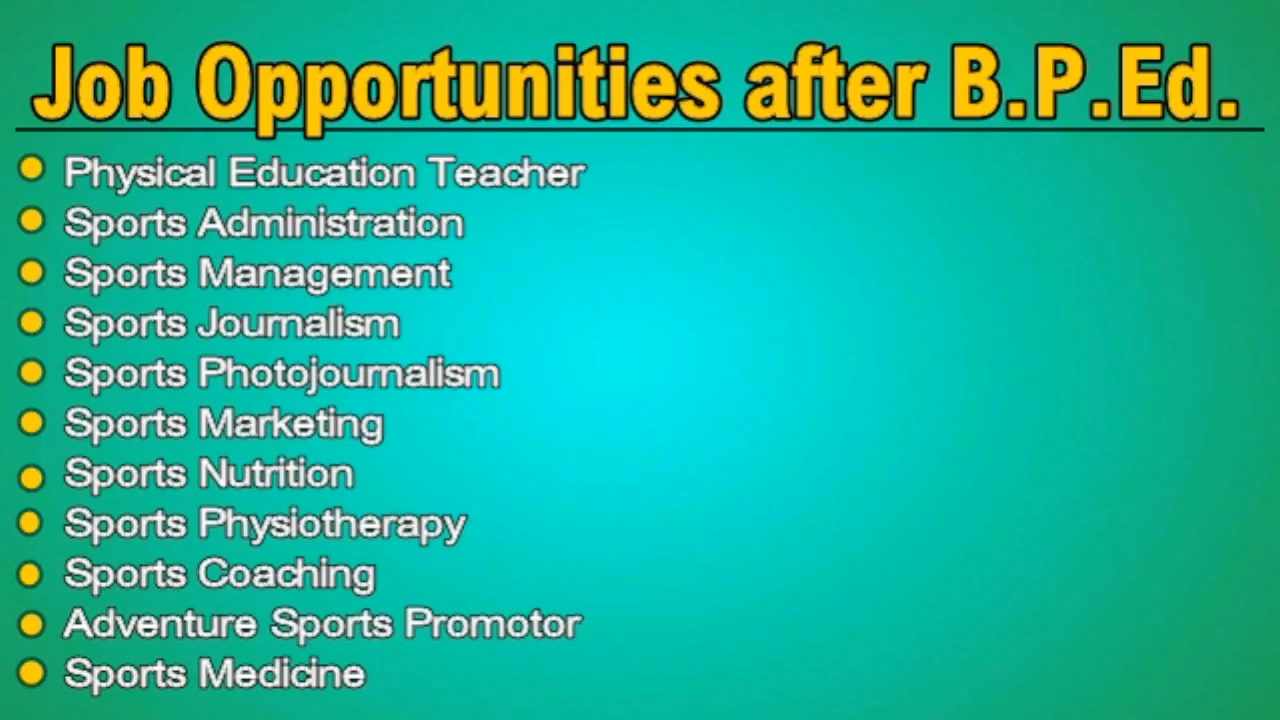 Job Opportunities after B.P.Ed.
Physical Education Teacher
Sports Administration
Sports Management
Sports Journalism
Sports Photojournalism
Sports Marketing
Sports Nutrition
Sports Physiotherapy
Sports Coaching
Adventure Sports Promotor
Sports Medicine